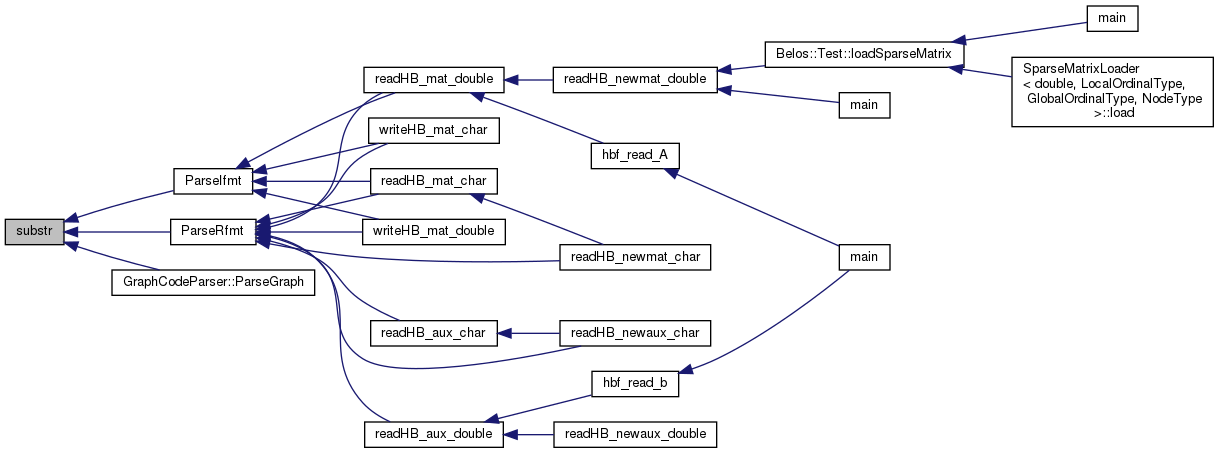 main
Belos::Test::loadSparseMatrix
SparseMatrixLoader
< double, LocalOrdinalType,
GlobalOrdinalType, NodeType
>::load
readHB_mat_double
readHB_newmat_double
main
writeHB_mat_char
hbf_read_A
ParseIfmt
readHB_mat_char
substr
ParseRfmt
writeHB_mat_double
readHB_newmat_char
main
GraphCodeParser::ParseGraph
readHB_aux_char
readHB_newaux_char
hbf_read_b
readHB_aux_double
readHB_newaux_double